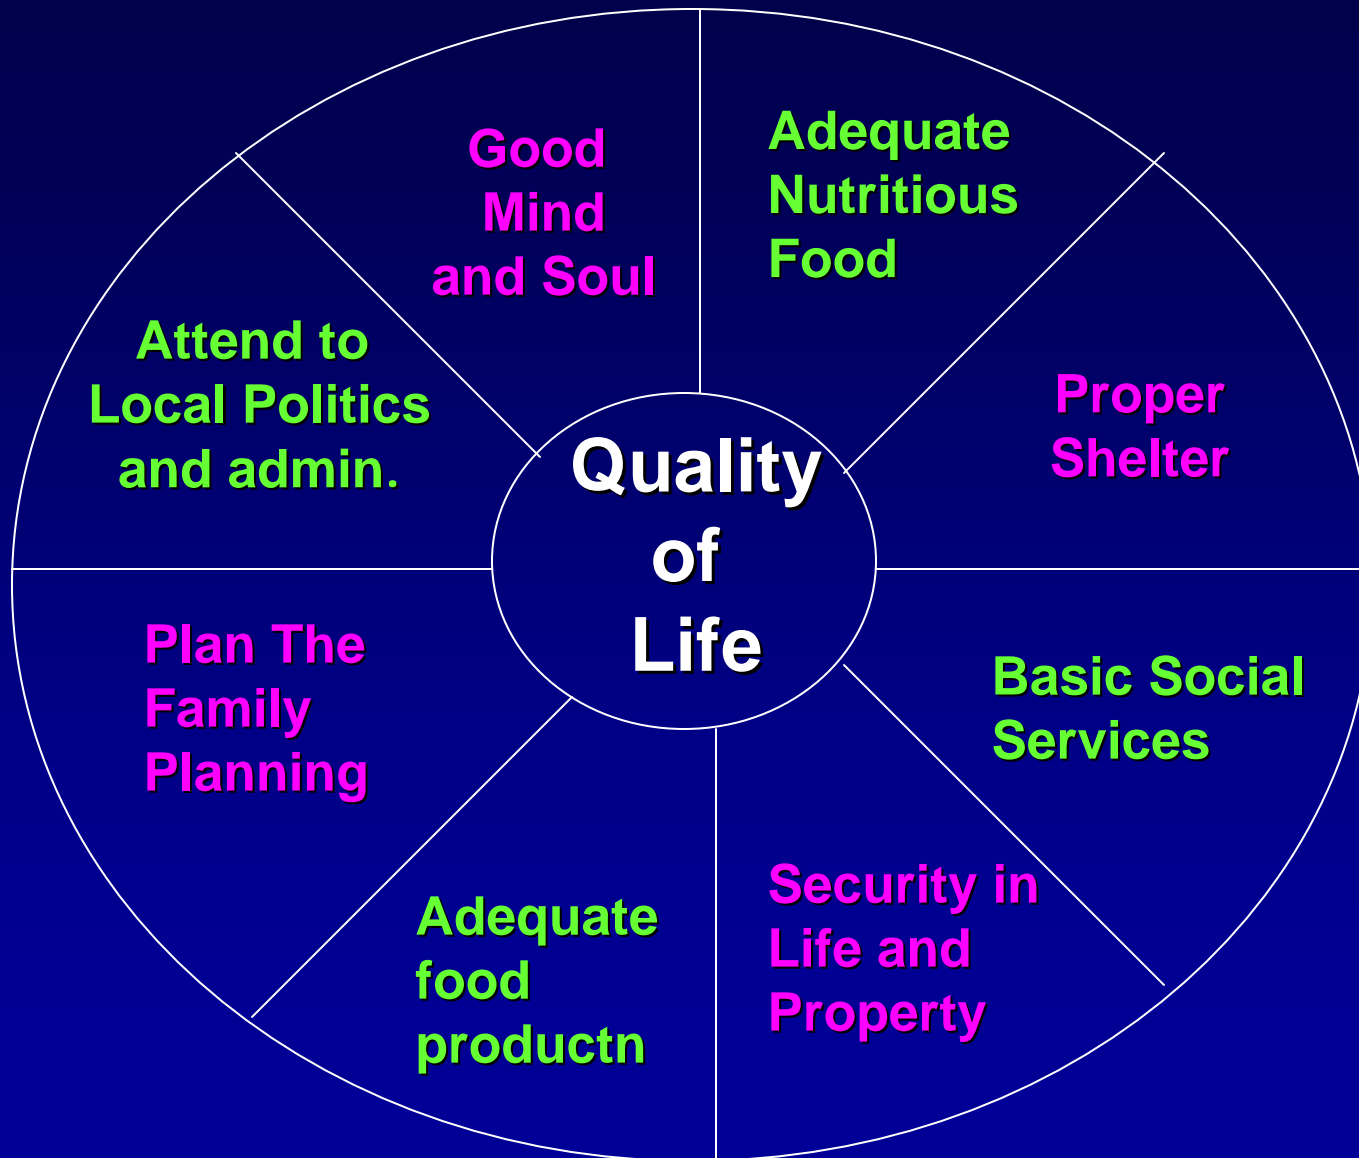 Good
Mind
and Soul
Adequate
Nutritious
Food
Proper
Shelter
Basic Social
Services
Security in
Life and
Property
Adequate
food
productn
Plan The
Family
Planning
Attend to
Local Politics
and admin.
Quality
of
Life